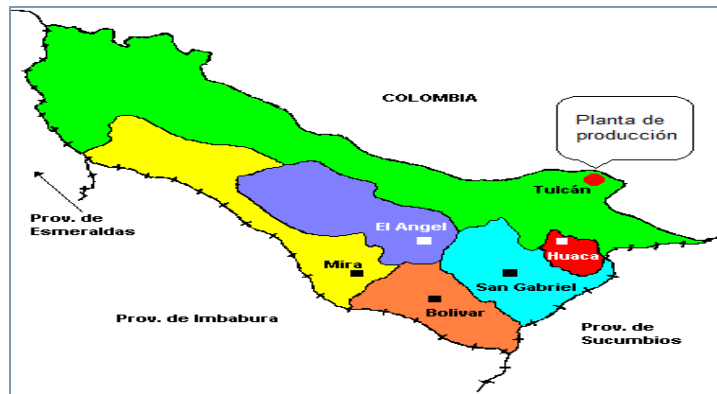 COLOMBIA
Planta de
producción
Tulcán
Prov. de
Esmeraldas
El Angel
Huaca
Mira
San Gabriel
Bolivar
Prov. de Imbabura
Prov. de
Sucumbios